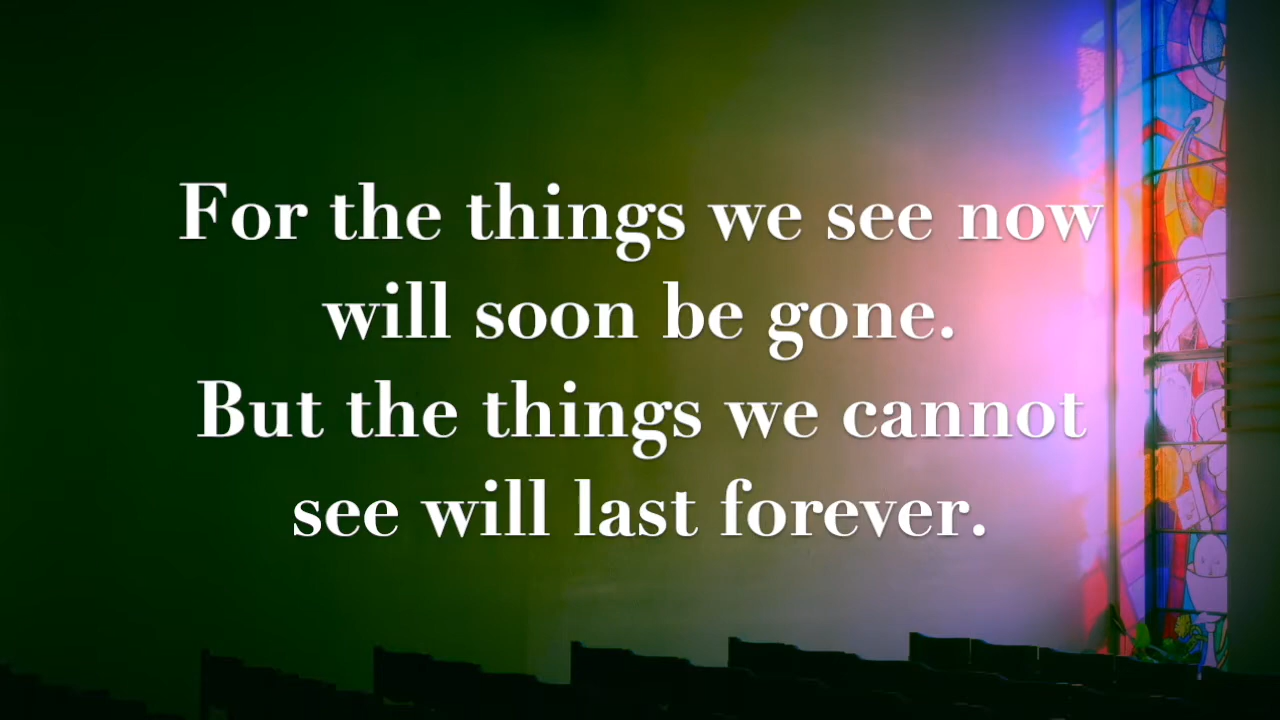 For the things we see now
will soon be gone.
But the things we cannot
see will last forever.